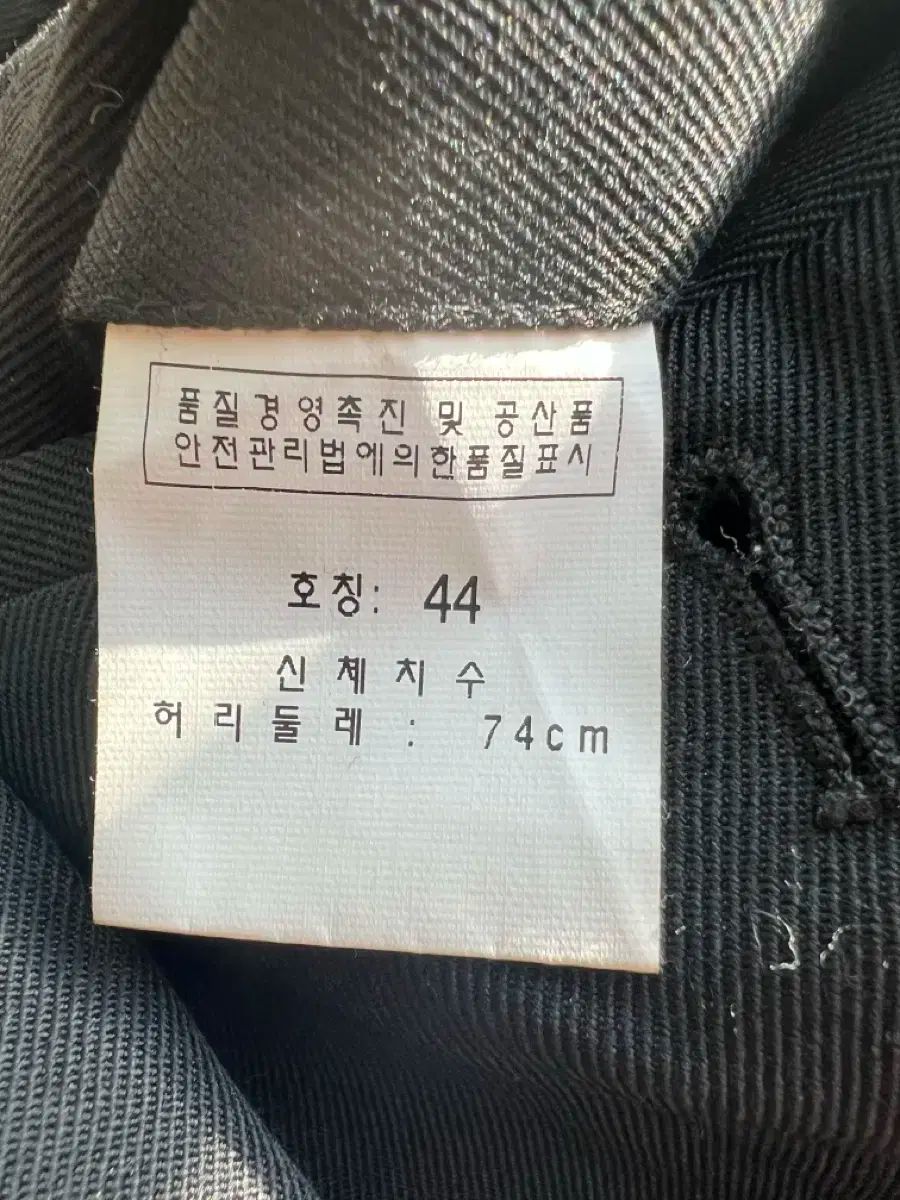 품질경영촉진 및 공산품
안전관리법에의한품질표시
호칭: 44
신체치수
허리둘레 : 74cm